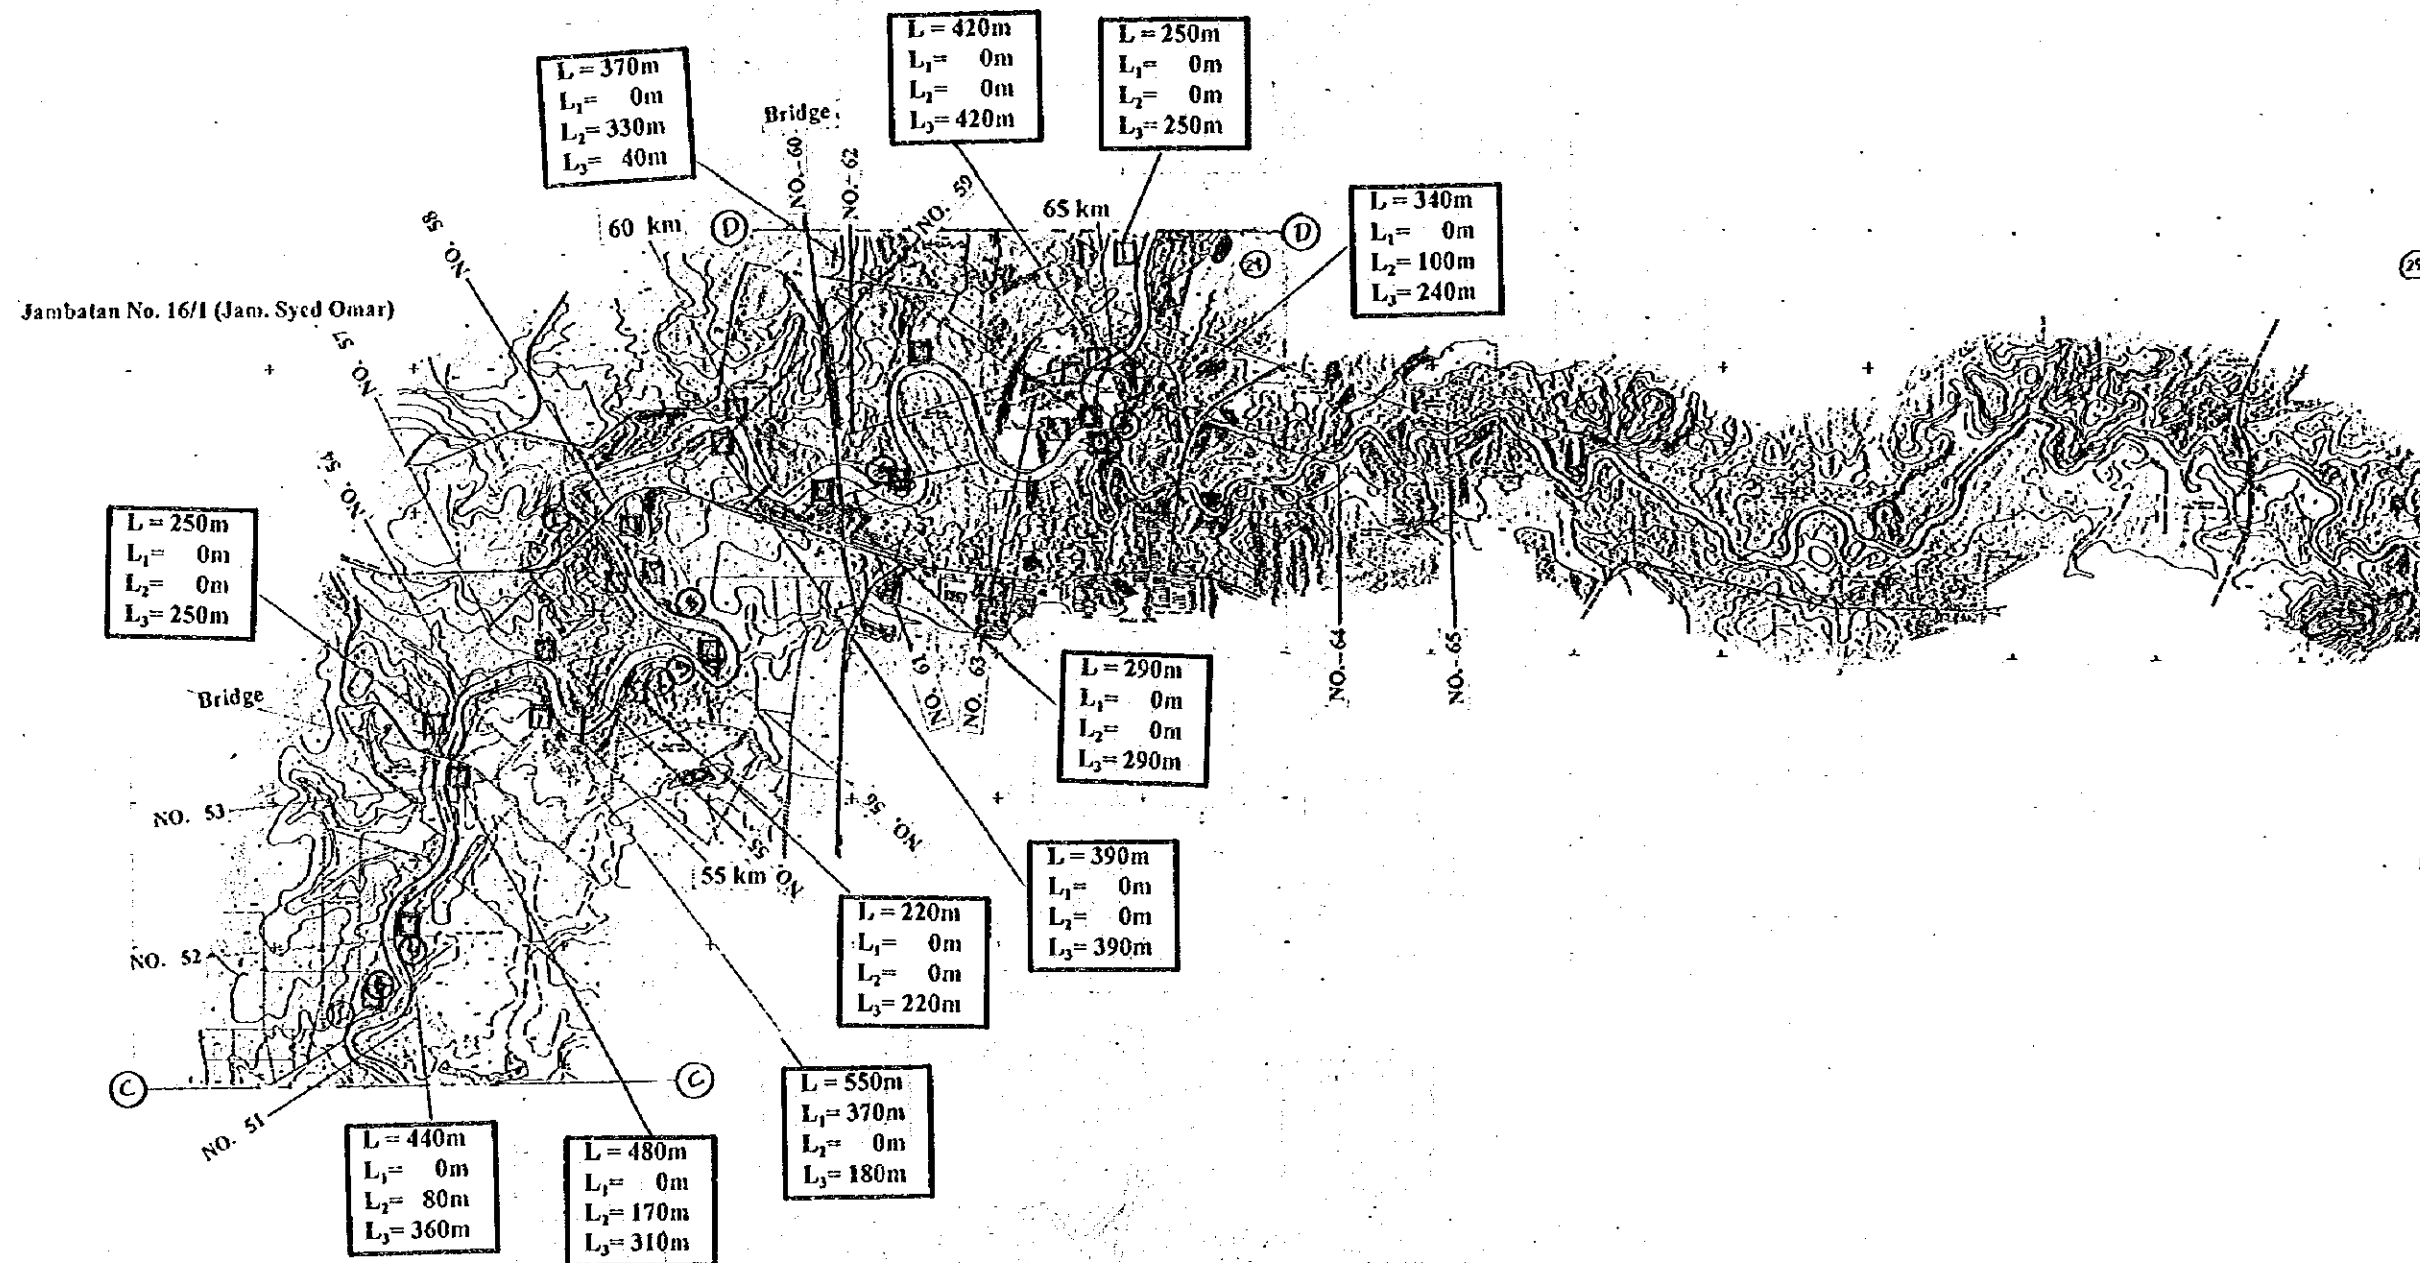 L = 420m
L₁= 0m
L₂= 0m
L₃= 420m
L = 250m
L₁= 0m
L₂= 0m
L₃= 250m
L = 370m
L₁= 0m
L₂= 330m
L₃= 40m
Bridge
NO.-60
NO.-62
NO. 59
65 km
L = 340m
L₁= 0m
L₂= 100m
L₃= 240m
NO. 58
60 km
D
D
29
Jambatan No. 16/1 (Jam. Syed Omar)
NO. 57
NO. 54
L = 250m
L₁= 0m
L₂= 0m
L₃= 250m
Bridge
NO. 61
NO. 63
NO.-64
NO.-65
L = 290m
L₁= 0m
L₂= 0m
L₃= 290m
NO. 53
NO. 56
NO. 55
55 km
L = 390m
L₁= 0m
L₂= 0m
L₃= 390m
L = 220m
L₁= 0m
L₂= 0m
L₃= 220m
NO. 52
C
C
NO. 51
L = 550m
L₁= 370m
L₂= 0m
L₃= 180m
L = 440m
L₁= 0m
L₂= 80m
L₃= 360m
L = 480m
L₁= 0m
L₂= 170m
L₃= 310m